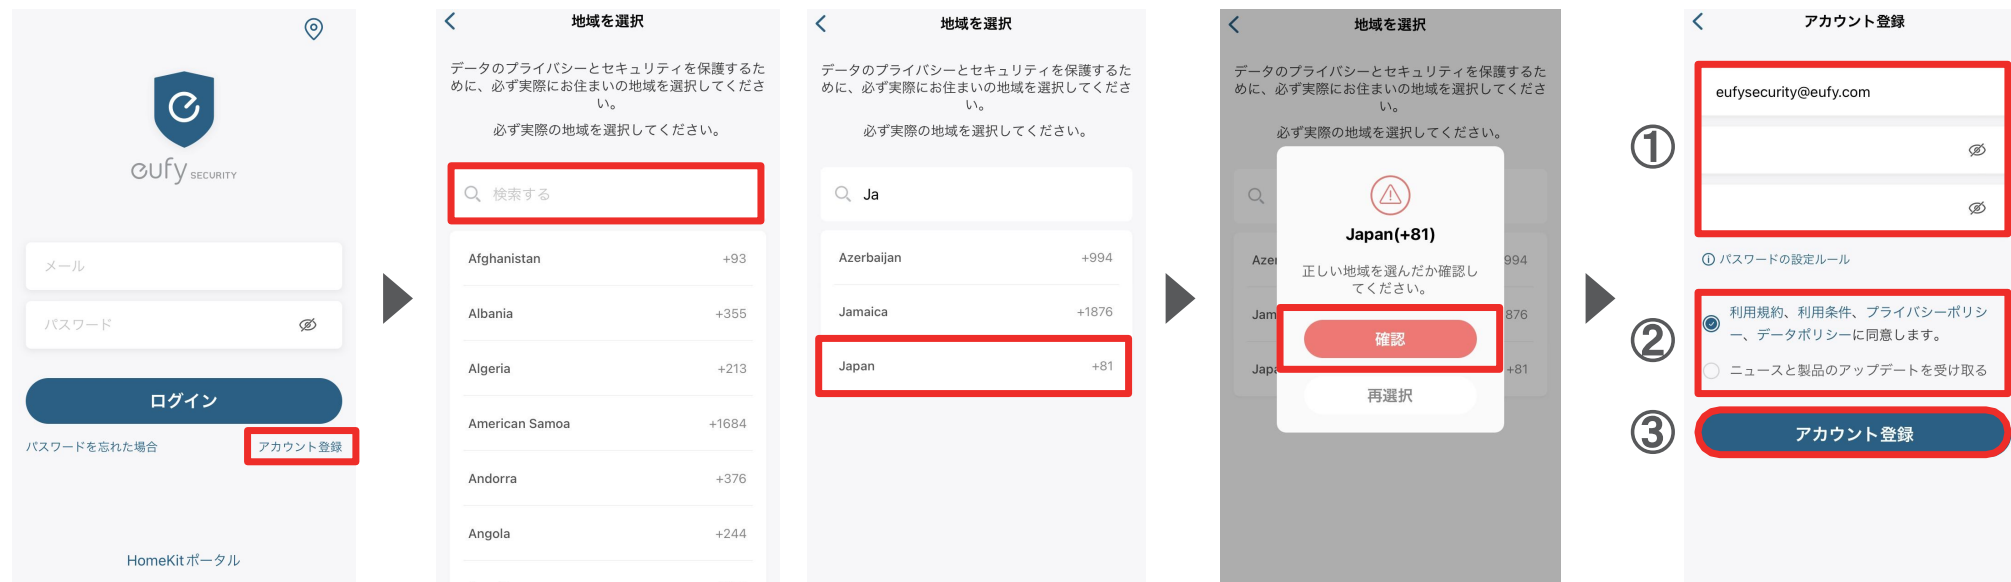 eufy SECURITY
メール
パスワード
ログイン
パスワードを忘れた場合
アカウント登録
HomeKitポータル
地域を選択
データのプライバシーとセキュリティを保護するた
めに、必ず実際にお住まいの地域を選択してくださ
い。
必ず実際の地域を選択してください。
検索する
Afghanistan +93
Albania +355
Algeria +213
American Samoa +1684
Andorra +376
Angola +244
地域を選択
データのプライバシーとセキュリティを保護するた
めに、必ず実際にお住まいの地域を選択してくださ
い。
必ず実際の地域を選択してください。
Ja
Azerbaijan +994
Jamaica +1876
Japan +81
地域を選択
データのプライバシーとセキュリティを保護するた
めに、必ず実際にお住まいの地域を選択してくださ
い。
必ず実際の地域を選択してください。
Japan(+81)
正しい地域を選んだか確認し
てください。
確認
再選択
Azer 994
Jam 876
Japa +81
アカウント登録
①
eufysecurity@eufy.com
パスワードの設定ルール
②
利用規約、利用条件、プライバシーポリシ
ー、データポリシーに同意します。
ニュースと製品のアップデートを受け取る
③
アカウント登録